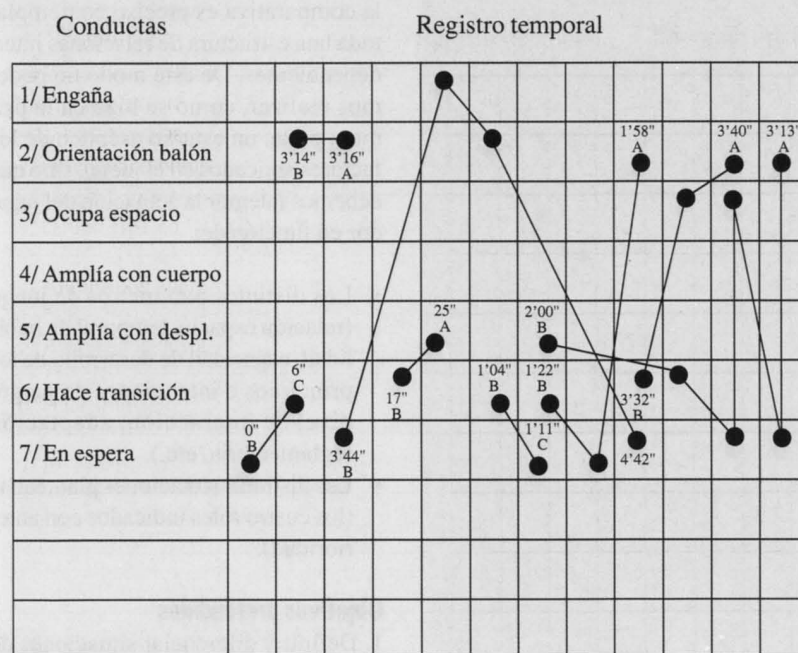 Conductas Registro temporal
1/ Engaña
1'58" 3'40" 3'13"
2/ Orientación balón A A A
3'14" 3'16"
B A
3/ Ocupa espacio
4/ Amplía con cuerpo
25" 2'00"
5/ Amplía con despl. A B
6" 1'04" 1'22"
C B B
6/ Hace transición
17" 3'32"
B B
0" 1'11"
B C
7/ En espera
3'44" 4'42"
B